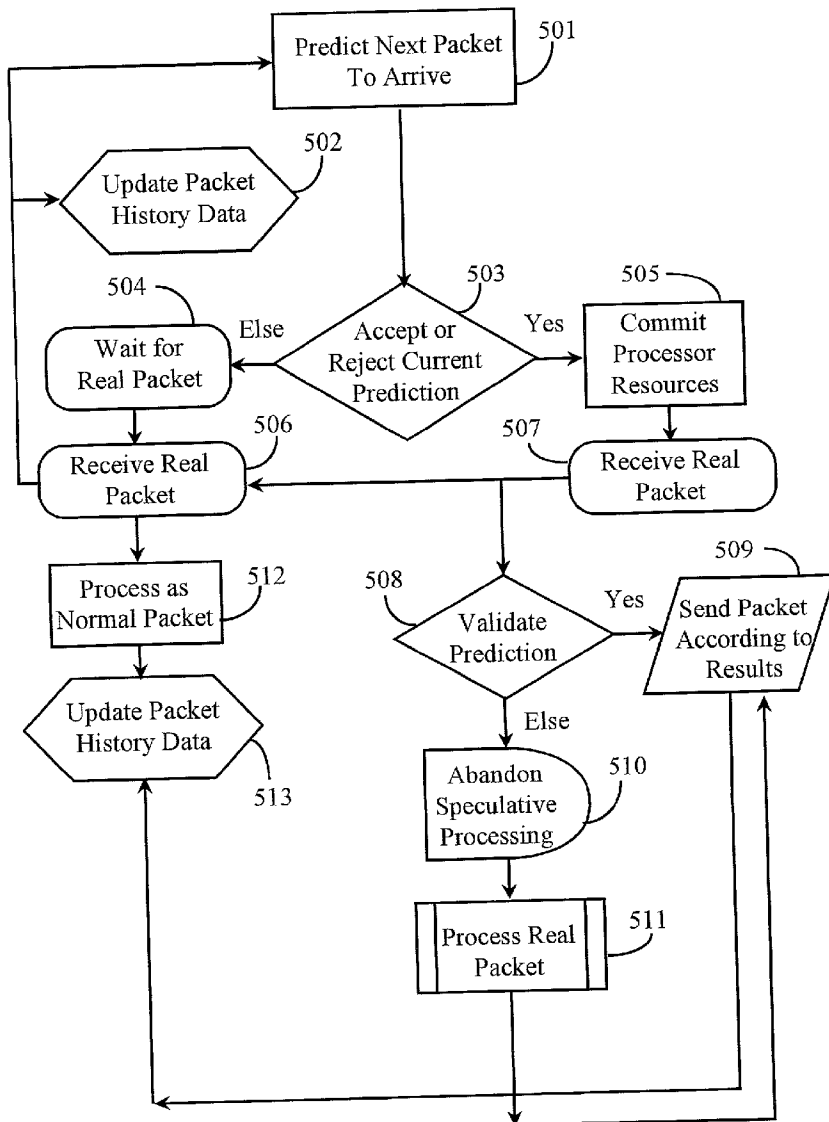 Predict Next Packet
To Arrive
501
502
Update Packet
History Data
504
Wait for
Real Packet
Else
503
Accept or
Reject Current
Prediction
Yes
505
Commit
Processor
Resources
506
Receive Real
Packet
507
Receive Real
Packet
512
Process as
Normal Packet
508
Validate
Prediction
Yes
509
Send Packet
According to
Results
Update Packet
History Data
513
Else
Abandon
Speculative
Processing
510
Process Real
Packet
511